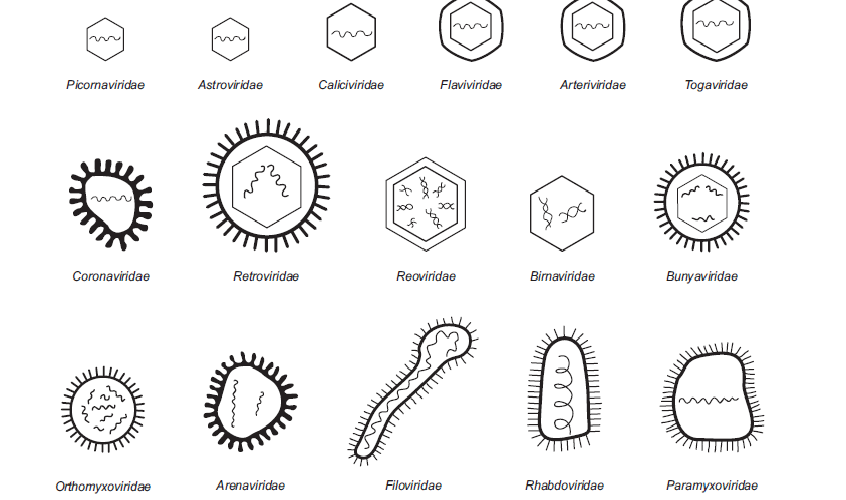 Picornaviridae Astroviridae Caliciviridae Flaviviridae Arteriviridae Togaviridae
Coronaviridae Retroviridae Reoviridae Birnaviridae Bunyaviridae
Orthomyxoviridae Arenaviridae Filoviridae Rhabdoviridae Paramyxoviridae